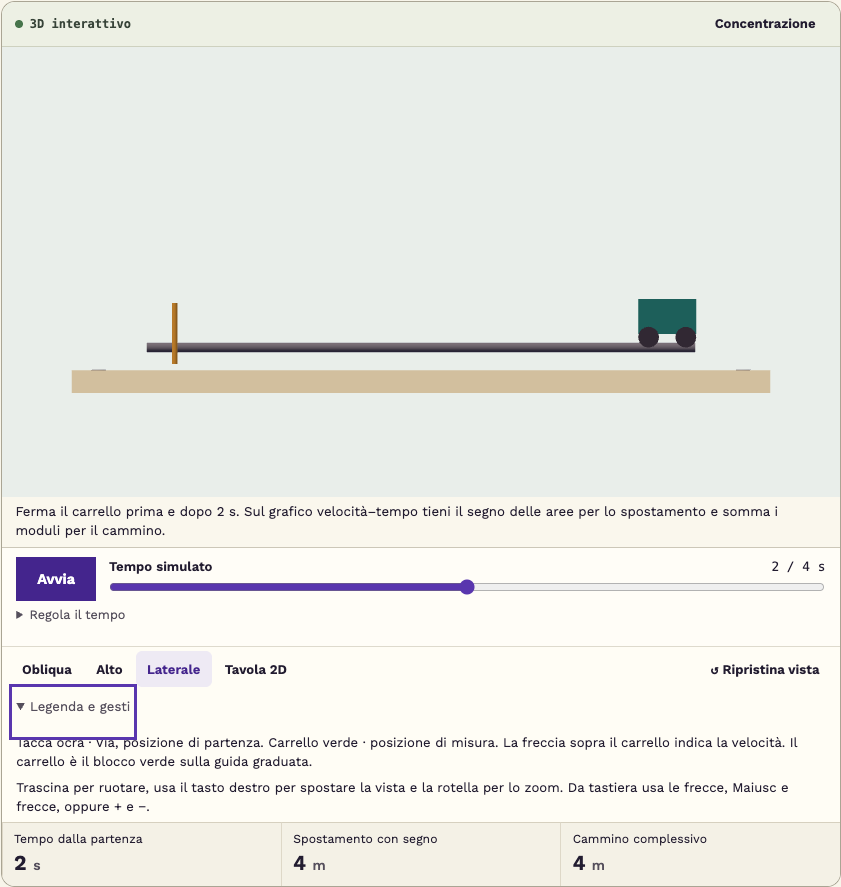 3D interattivo
Concentrazione
Ferma il carrello prima e dopo 2 s. Sul grafico velocità–tempo tieni il segno delle aree per lo spostamento e somma i
moduli per il cammino.
Avvia
Tempo simulato
2 / 4 s
▶ Regola il tempo
Obliqua
Alto
Laterale
Tavola 2D
↺ Ripristina vista
▼ Legenda e gesti
Tacca ocra · Via, posizione di partenza. Carrello verde · posizione di misura. La freccia sopra il carrello indica la velocità. Il
carrello è il blocco verde sulla guida graduata.
Trascina per ruotare, usa il tasto destro per spostare la vista e la rotella per lo zoom. Da tastiera usa le frecce, Maiusc e
frecce, oppure + e −.
Tempo dalla partenza
2 s
Spostamento con segno
4 m
Cammino complessivo
4 m